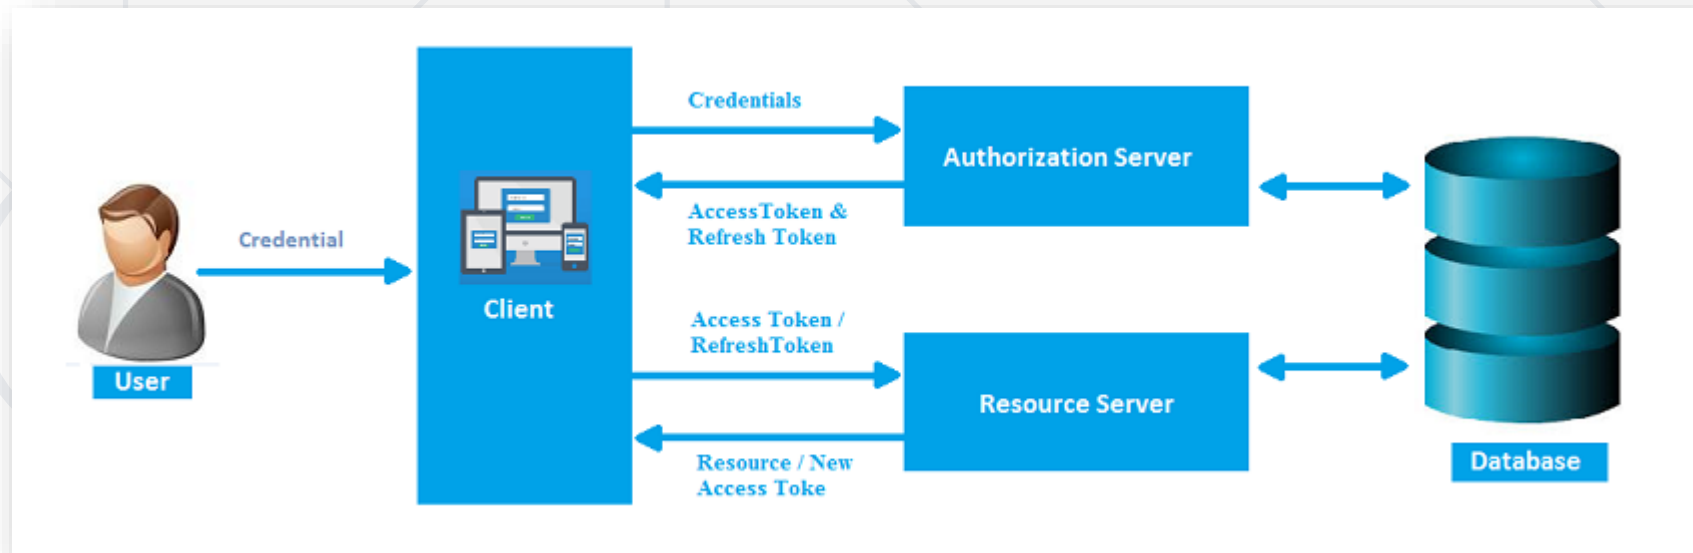 Credential
User
Client
Credentials
AccessToken &
Refresh Token
Access Token /
RefreshToken
Resource / New
Access Toke
Authorization Server
Resource Server
Database